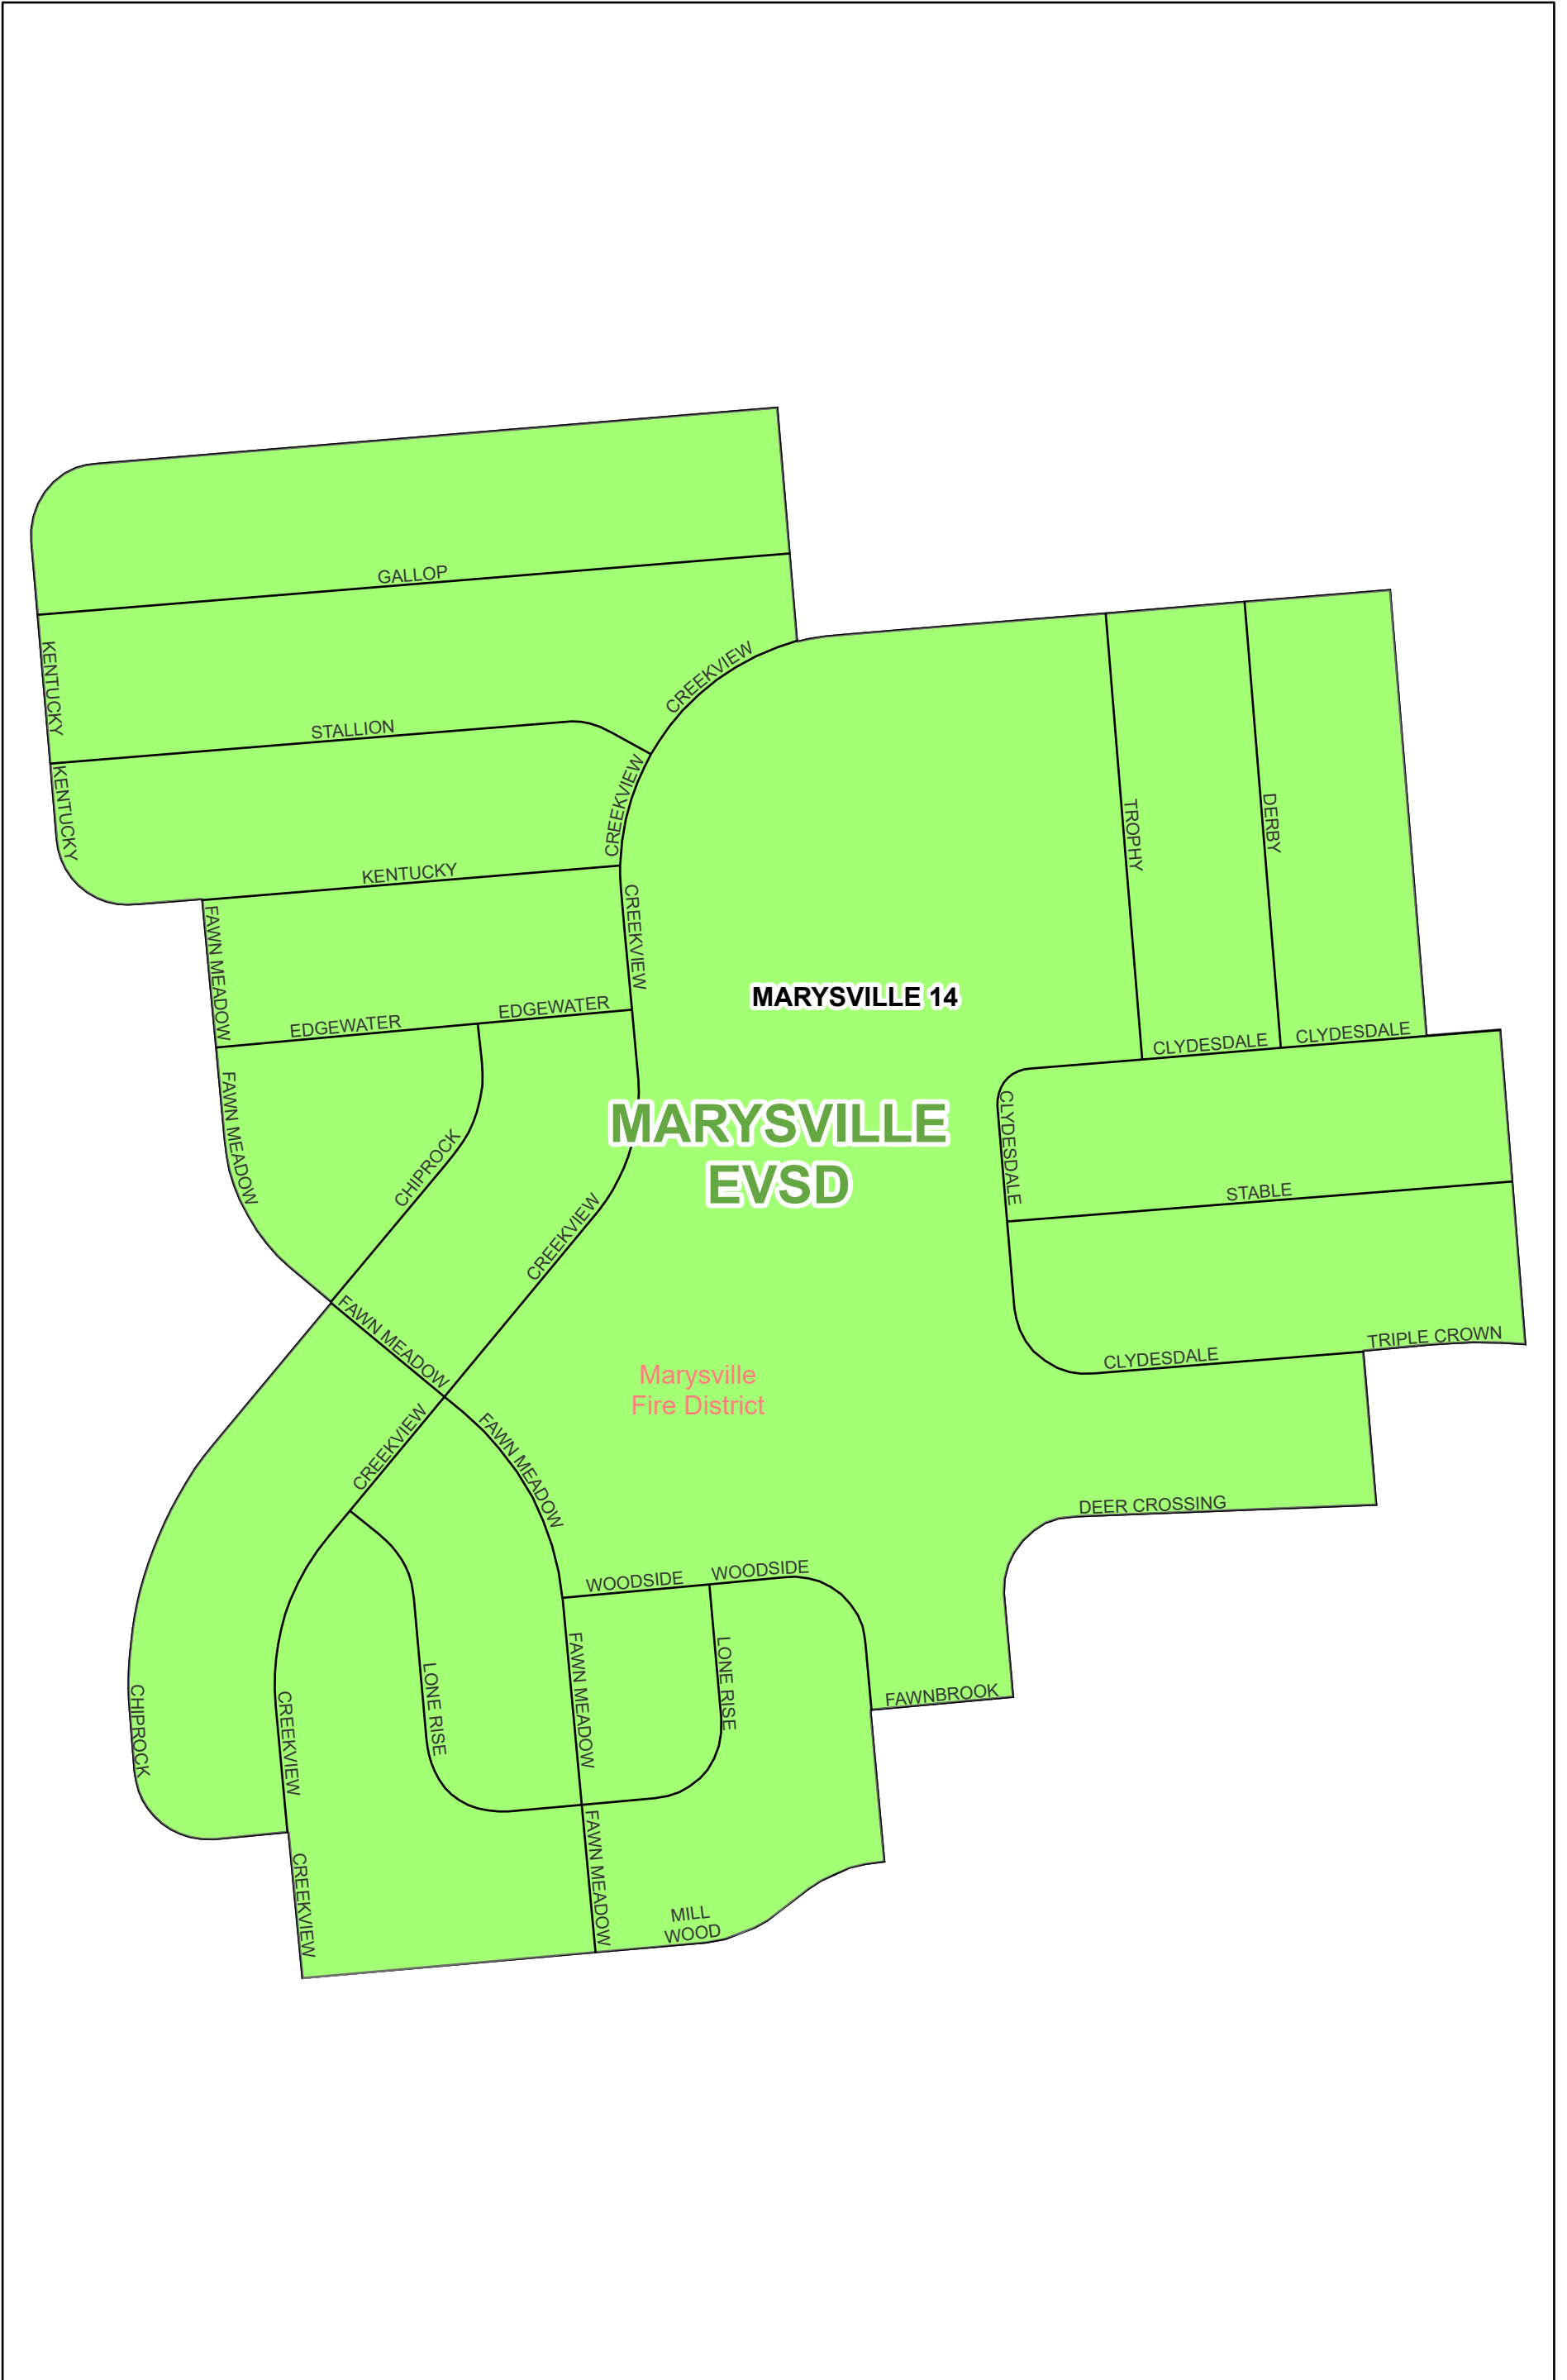 GALLOP
KENTUCKY
CREEKVIEW
STALLION
KENTUCKY
CREEKVIEW
TROPHY
DERBY
KENTUCKY
CREEKVIEW
FAWN MEADOW
MARYSVILLE 14
EDGEWATER
EDGEWATER
CLYDESDALE
CLYDESDALE
FAWN MEADOW
CLYDESDALE
MARYSVILLE
EVSD
CHIPROCK
STABLE
CREEKVIEW
FAWN MEADOW
TRIPLE CROWN
CLYDESDALE
Marysville
Fire District
CREEKVIEW
FAWN MEADOW
DEER CROSSING
WOODSIDE
WOODSIDE
FAWN MEADOW
LONE RISE
LONE RISE
FAWNBROOK
CHIPROCK
CREEKVIEW
FAWN MEADOW
CREEKVIEW
MILL
WOOD